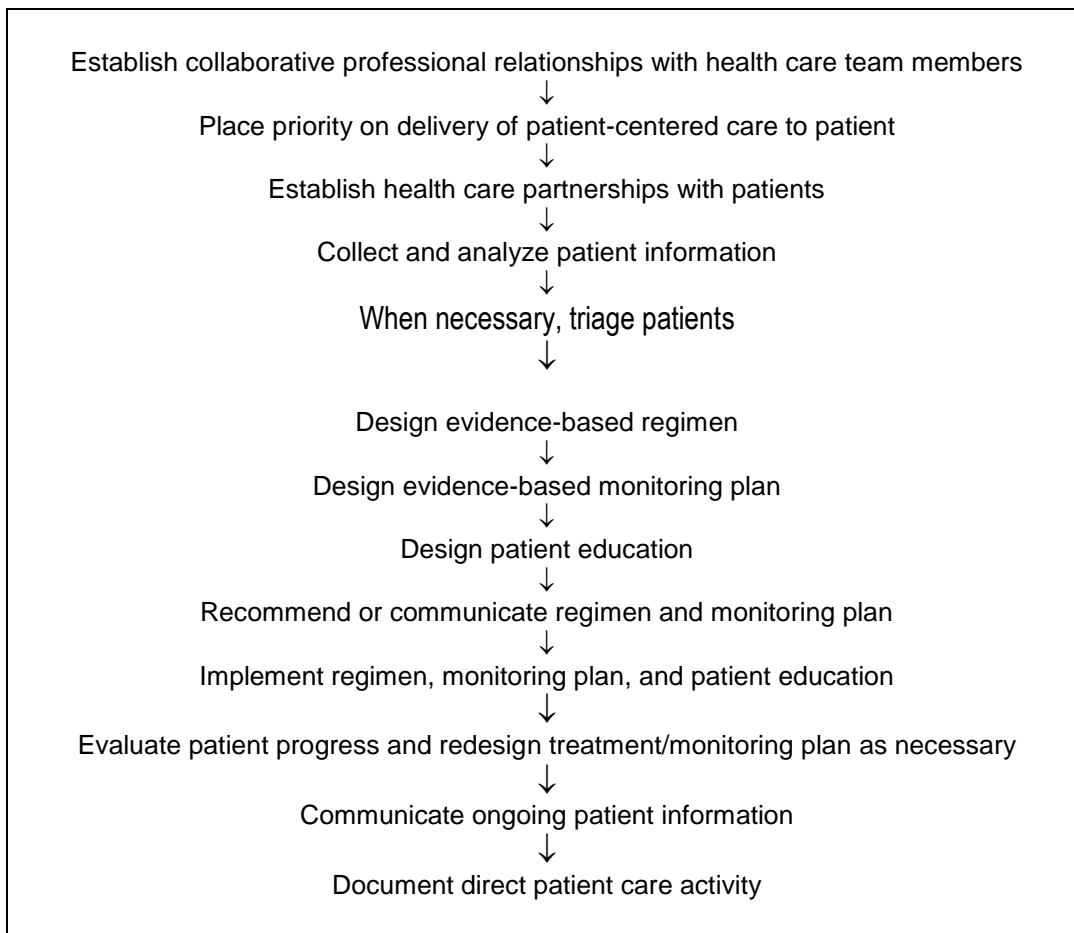 Establish collaborative professional relationships with health care team members
↓
Place priority on delivery of patient-centered care to patient
↓
Establish health care partnerships with patients
↓
Collect and analyze patient information
↓
When necessary, triage patients
↓
Design evidence-based regimen
↓
Design evidence-based monitoring plan
↓
Design patient education
↓
Recommend or communicate regimen and monitoring plan
↓
Implement regimen, monitoring plan, and patient education
↓
Evaluate patient progress and redesign treatment/monitoring plan as necessary
↓
Communicate ongoing patient information
↓
Document direct patient care activity